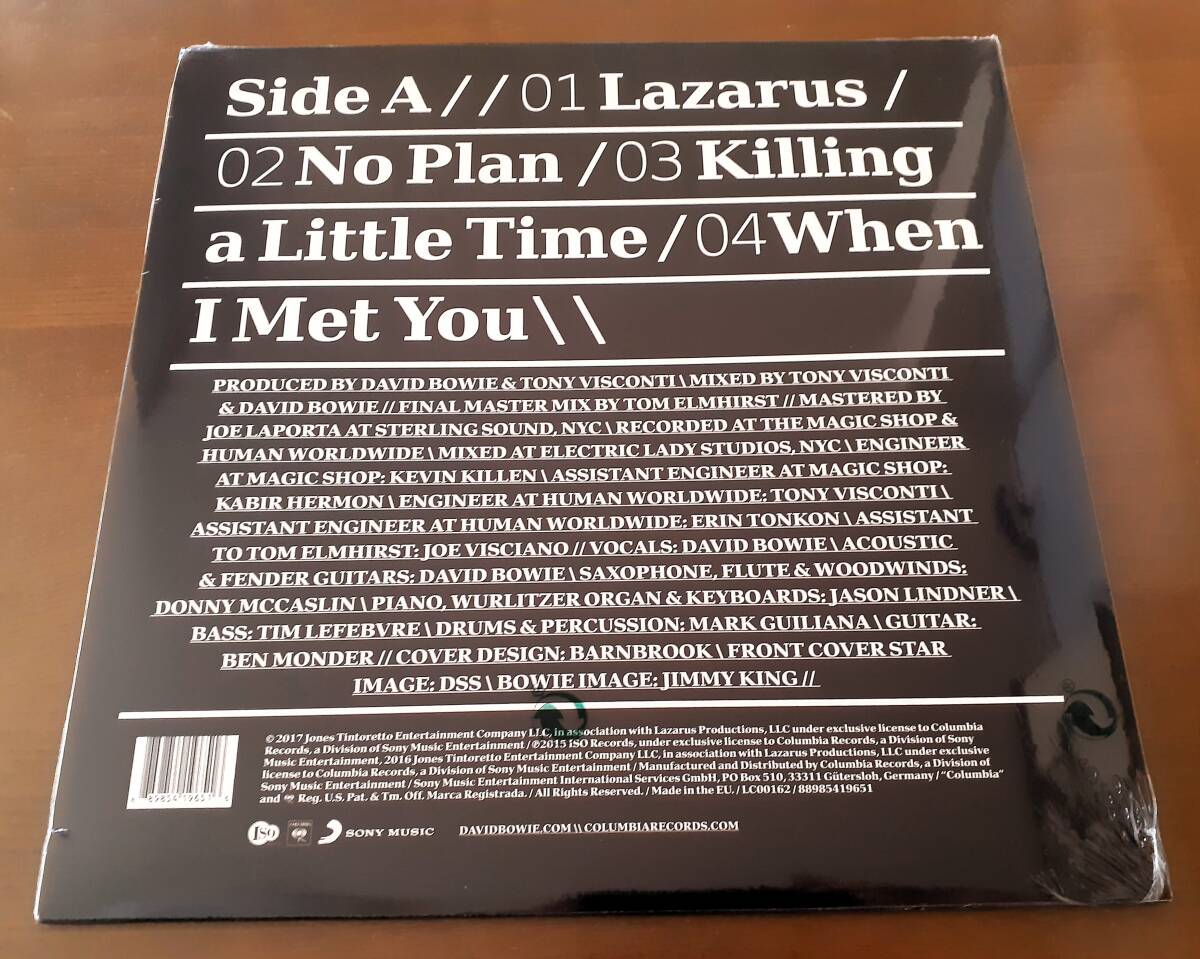 Side A // 01 Lazarus /
02 No Plan / 03 Killing
a Little Time / 04 When
I Met You \\
PRODUCED BY DAVID BOWIE & TONY VISCONTI \ MIXED BY TONY VISCONTI
& DAVID BOWIE // FINAL MASTER MIX BY TOM ELMHIRST // MASTERED BY
JOE LAPORTA AT STERLING SOUND, NYC \ RECORDED AT THE MAGIC SHOP &
HUMAN WORLDWIDE \ MIXED AT ELECTRIC LADY STUDIOS, NYC \ ENGINEER
AT MAGIC SHOP: KEVIN KILLEN \ ASSISTANT ENGINEER AT MAGIC SHOP:
KABIR HERMON \ ENGINEER AT HUMAN WORLDWIDE: TONY VISCONTI \
ASSISTANT ENGINEER AT HUMAN WORLDWIDE: ERIN TONKON \ ASSISTANT
TO TOM ELMHIRST: JOE VISCIANO // VOCALS: DAVID BOWIE \ ACOUSTIC
& FENDER GUITARS: DAVID BOWIE \ SAXOPHONE, FLUTE & WOODWINDS:
DONNY MCCASLIN \ PIANO, WURLITZER ORGAN & KEYBOARDS: JASON LINDNER \
BASS: TIM LEFEBVRE \ DRUMS & PERCUSSION: MARK GUILIANA \ GUITAR:
BEN MONDER // COVER DESIGN: BARNBROOK \ FRONT COVER STAR
IMAGE: DSS \ BOWIE IMAGE: JIMMY KING //
© 2017 Jones Tintoretto Entertainment Company LLC, in association with Lazarus Productions, LLC under exclusive license to Columbia
Records, a Division of Sony Music Entertainment / ℗ 2015 ISO Records, under exclusive license to Columbia Records, a Division of Sony
Music Entertainment, 2016 Jones Tintoretto Entertainment Company LLC, in association with Lazarus Productions, LLC under exclusive
license to Columbia Records, a Division of Sony Music Entertainment / Manufactured and Distributed by Columbia Records, a Division of
Sony Music Entertainment / Sony Music Entertainment International Services GmbH, PO Box 510, 33311 Gütersloh, Germany / "Columbia"
and Reg. U.S. Pat. & Tm. Off. Marca Registrada. / All Rights Reserved. / Made in the EU. / LC00162 / 88985419651
ISO
SONY MUSIC
DAVIDBOWIE.COM \\ COLUMBIARECORDS.COM